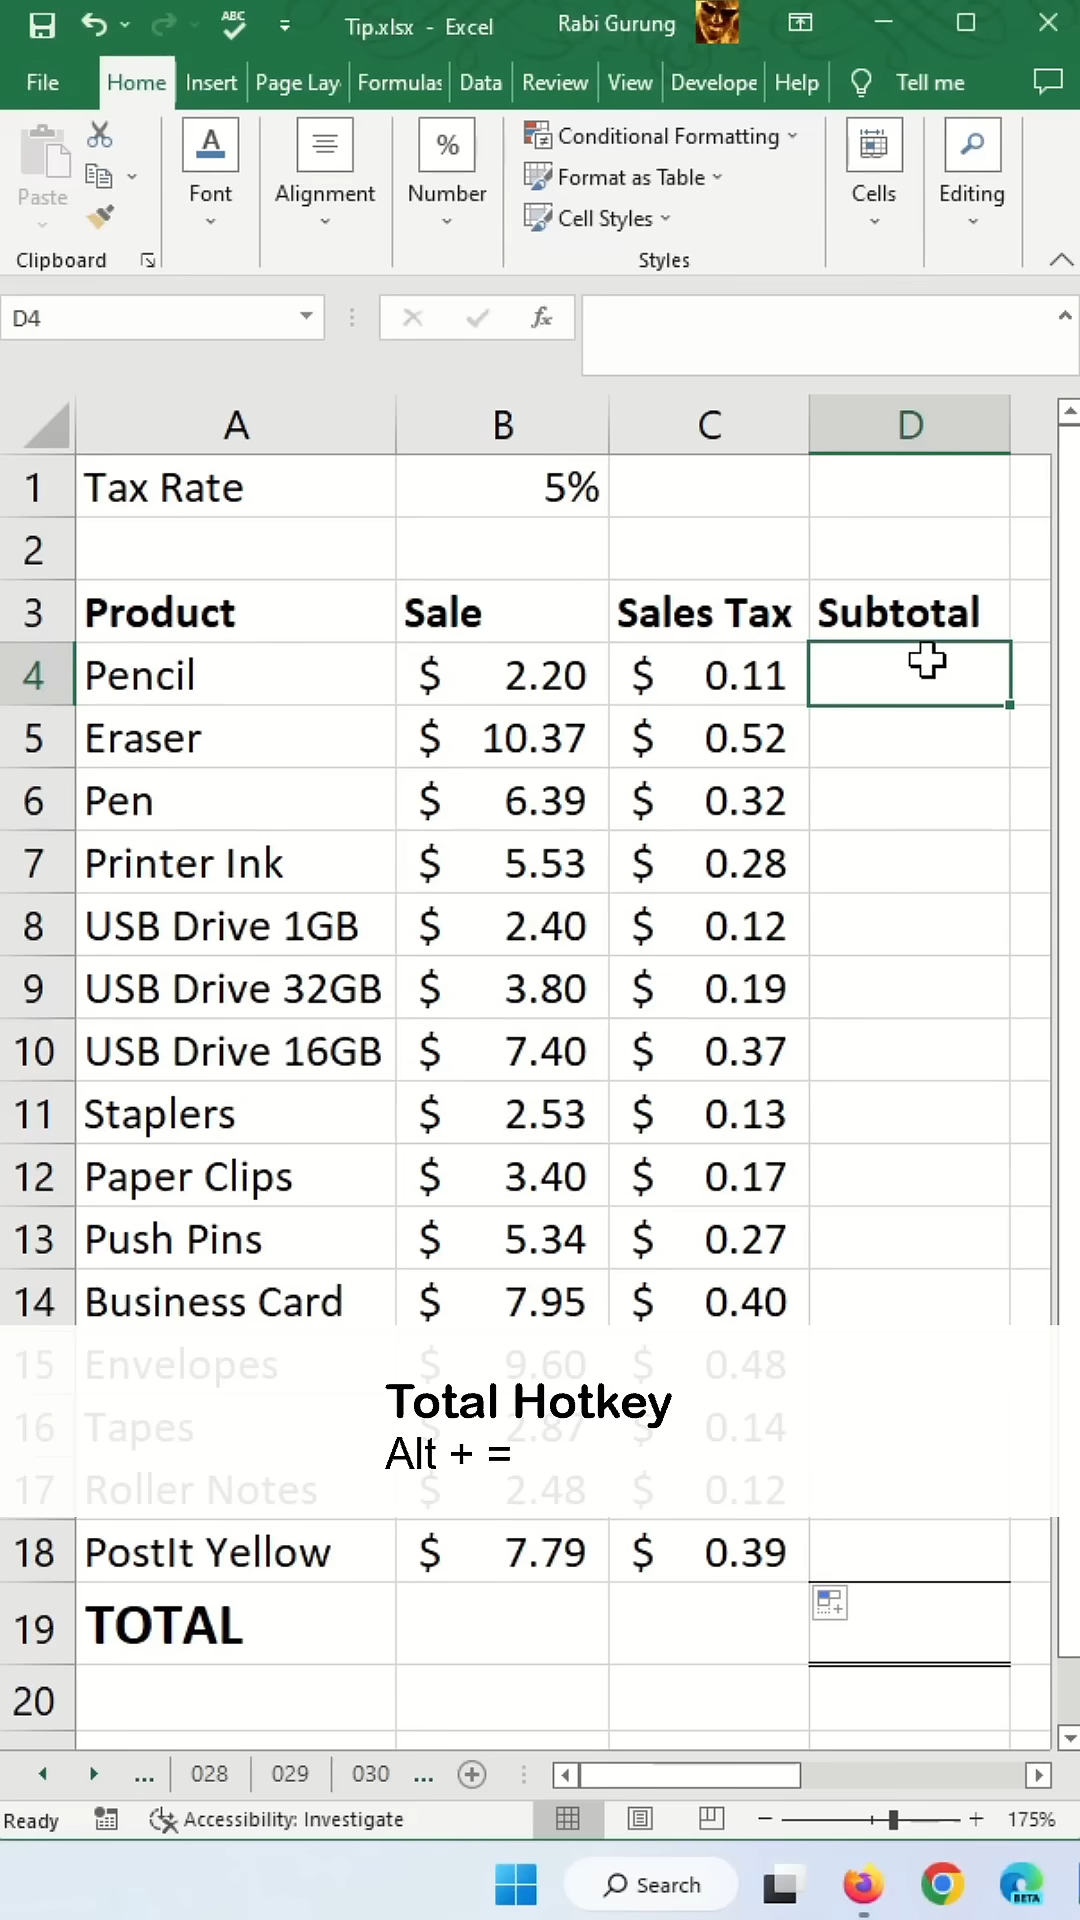 ABC
Tip.xlsx - Excel
Rabi Gurung
File Home Insert Page Lay Formulas Data Review View Develope Help Tell me
Paste
Clipboard
A
Font
Alignment
%
Number
Conditional Formatting
Format as Table
Cell Styles
Styles
Cells
Editing
D4
fx
A B C D
1 Tax Rate 5%
2
3 Product Sale Sales Tax Subtotal
4 Pencil $ 2.20 $ 0.11
5 Eraser $ 10.37 $ 0.52
6 Pen $ 6.39 $ 0.32
7 Printer Ink $ 5.53 $ 0.28
8 USB Drive 1GB $ 2.40 $ 0.12
9 USB Drive 32GB $ 3.80 $ 0.19
10 USB Drive 16GB $ 7.40 $ 0.37
11 Staplers $ 2.53 $ 0.13
12 Paper Clips $ 3.40 $ 0.17
13 Push Pins $ 5.34 $ 0.27
14 Business Card $ 7.95 $ 0.40
15 Envelopes $ 9.60 $ 0.48
Total Hotkey
16 Tapes $ 2.87 $ 0.14
Alt + =
17 Roller Notes $ 2.48 $ 0.12
18 PostIt Yellow $ 7.79 $ 0.39
19 TOTAL
20
... 028 029 030 ...
Ready Accessibility: Investigate 175%
Search
BETA